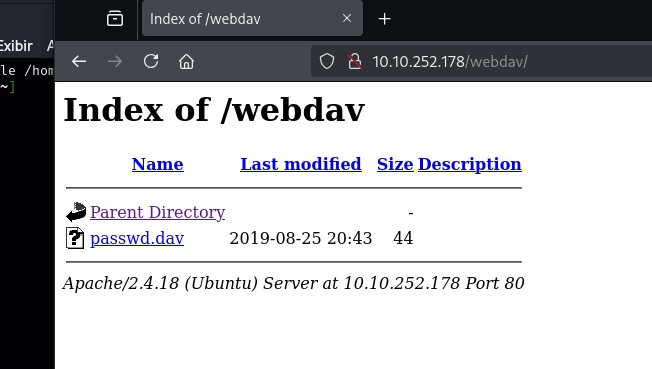 Index of /webdav
Exibir
10.10.252.178/webdav/
le /hom
~]
Index of /webdav
Name Last modified Size Description
Parent Directory -
passwd.dav 2019-08-25 20:43 44
Apache/2.4.18 (Ubuntu) Server at 10.10.252.178 Port 80